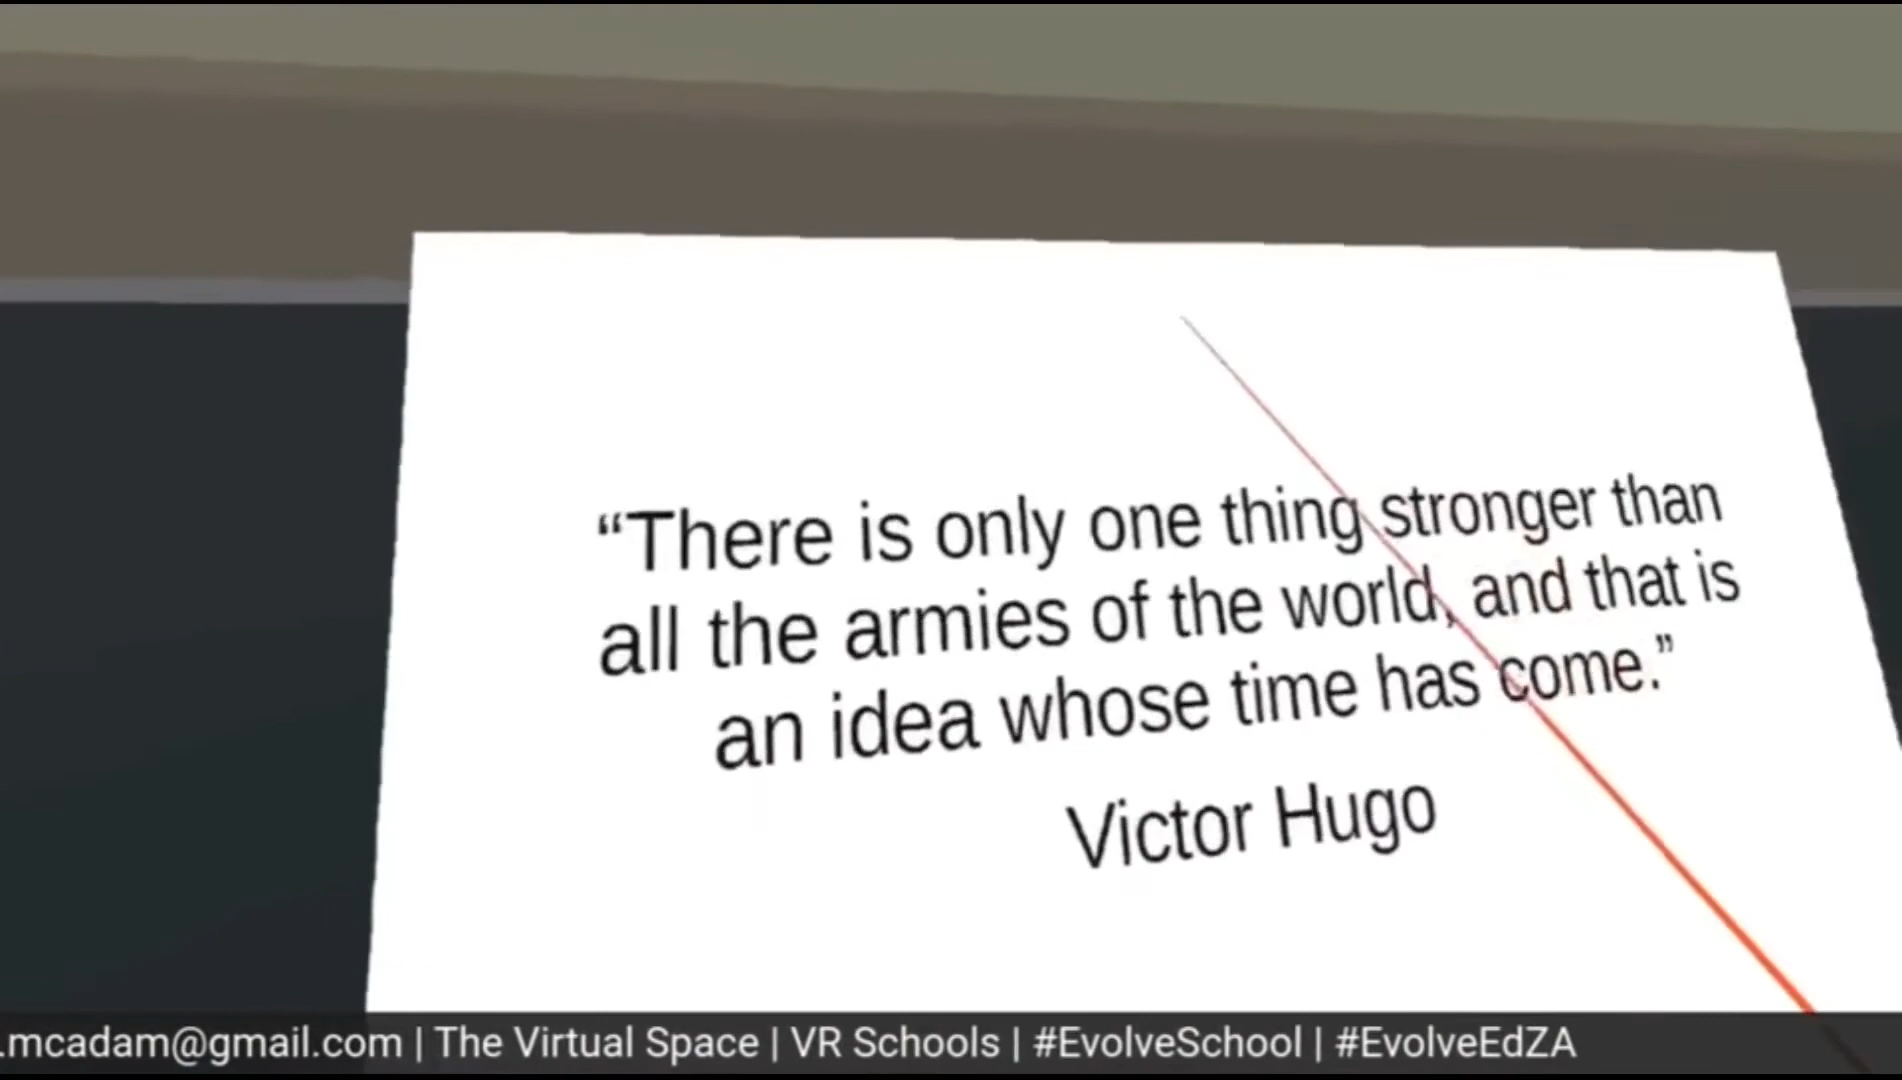 “There is only one thing stronger than
all the armies of the world, and that is
an idea whose time has come.”
Victor Hugo
.mcadam@gmail.com | The Virtual Space | VR Schools | #EvolveSchool | #EvolveEdZA